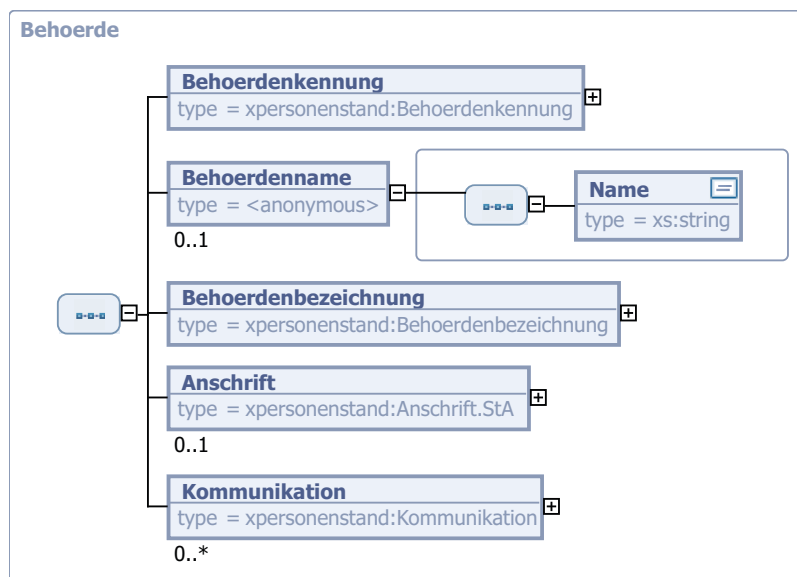 Behoerde
Behoerdenkennung
type = xpersonenstand:Behoerdenkennung
Behoerdenname
type = <anonymous>
0..1
Name
type = xs:string
Behoerdenbezeichnung
type = xpersonenstand:Behoerdenbezeichnung
Anschrift
type = xpersonenstand:Anschrift.StA
0..1
Kommunikation
type = xpersonenstand:Kommunikation
0..*